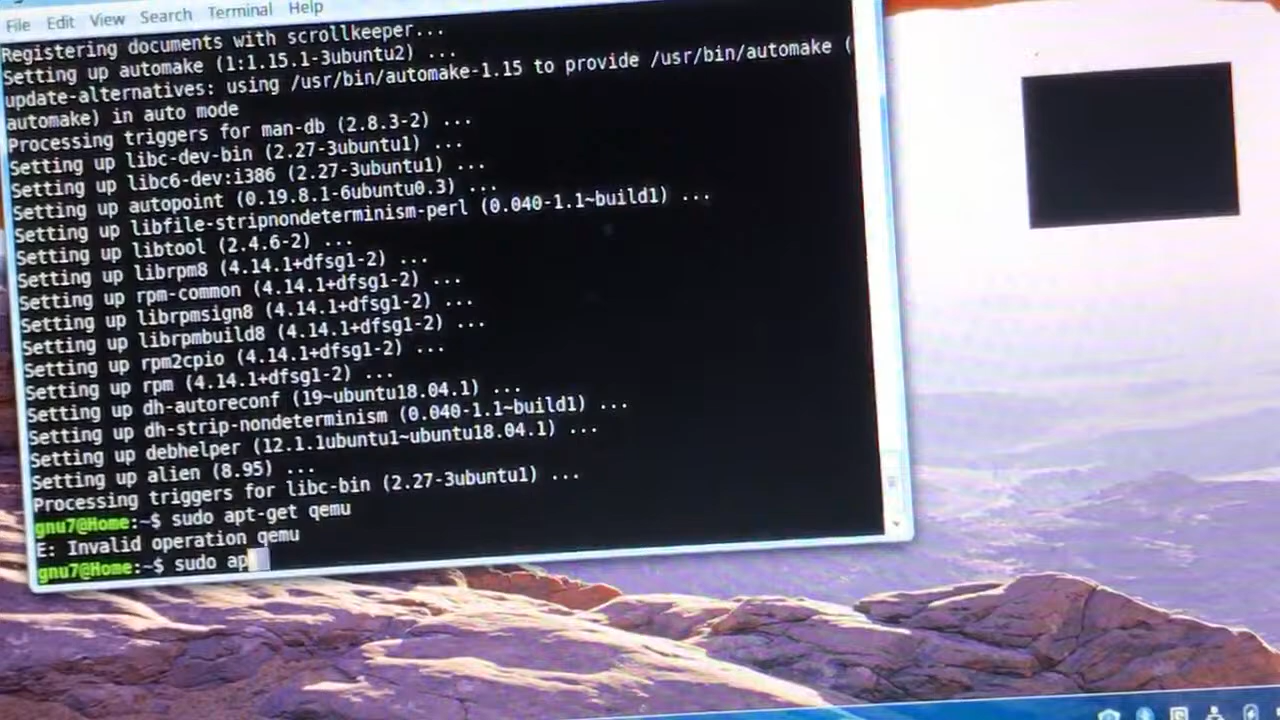 File Edit View Search Terminal Help
Registering documents with scrollkeeper...
Setting up automake (1:1.15.1-3ubuntu2) ...
update-alternatives: using /usr/bin/automake-1.15 to provide /usr/bin/automake (
automake) in auto mode
Processing triggers for man-db (2.8.3-2) ...
Setting up libc-dev-bin (2.27-3ubuntu1) ...
Setting up libc6-dev:i386 (2.27-3ubuntu1) ...
Setting up autopoint (0.19.8.1-6ubuntu0.3) ...
Setting up libfile-stripnondeterminism-perl (0.040-1.1~build1) ...
Setting up libtool (2.4.6-2) ...
Setting up librpm8 (4.14.1+dfsg1-2) ...
Setting up rpm-common (4.14.1+dfsg1-2) ...
Setting up librpmsign8 (4.14.1+dfsg1-2) ...
Setting up librpmbuild8 (4.14.1+dfsg1-2) ...
Setting up rpm2cpio (4.14.1+dfsg1-2) ...
Setting up rpm (4.14.1+dfsg1-2) ...
Setting up dh-autoreconf (19~ubuntu18.04.1) ...
Setting up dh-strip-nondeterminism (0.040-1.1~build1) ...
Setting up debhelper (12.1.1ubuntu1~ubuntu18.04.1) ...
Setting up alien (8.95) ...
Processing triggers for libc-bin (2.27-3ubuntu1) ...
gnu7@Home:~$ sudo apt-get qemu
E: Invalid operation qemu
gnu7@Home:~$ sudo ap